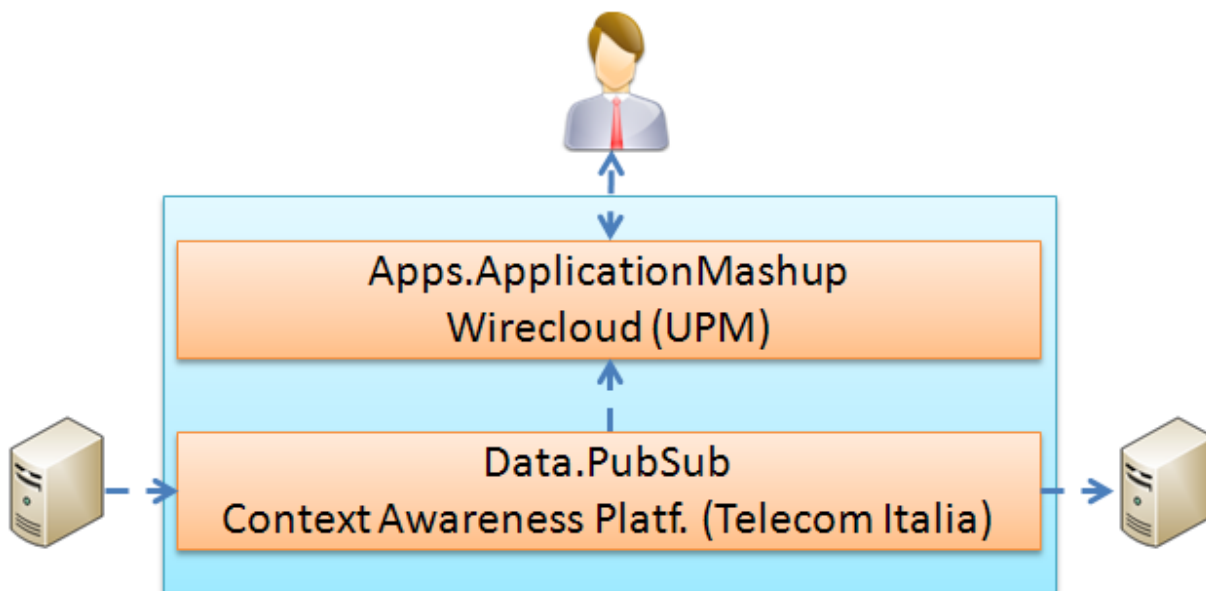 Apps.ApplicationMashup
Wirecloud (UPM)
Data.PubSub
Context Awareness Platf. (Telecom Italia)